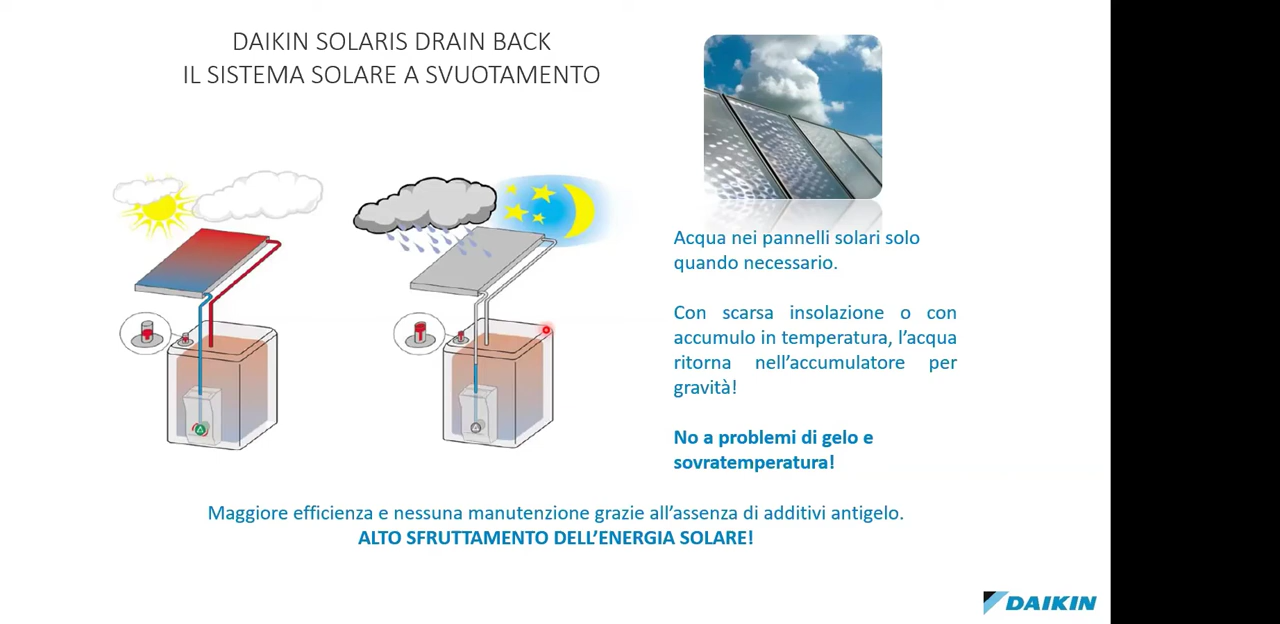 DAIKIN SOLARIS DRAIN BACK
IL SISTEMA SOLARE A SVUOTAMENTO
Acqua nei pannelli solari solo
quando necessario.
Con scarsa insolazione o con
accumulo in temperatura, l’acqua
ritorna nell’accumulatore per
gravità!
No a problemi di gelo e
sovratemperatura!
Maggiore efficienza e nessuna manutenzione grazie all’assenza di additivi antigelo.
ALTO SFRUTTAMENTO DELL’ENERGIA SOLARE!
DAIKIN